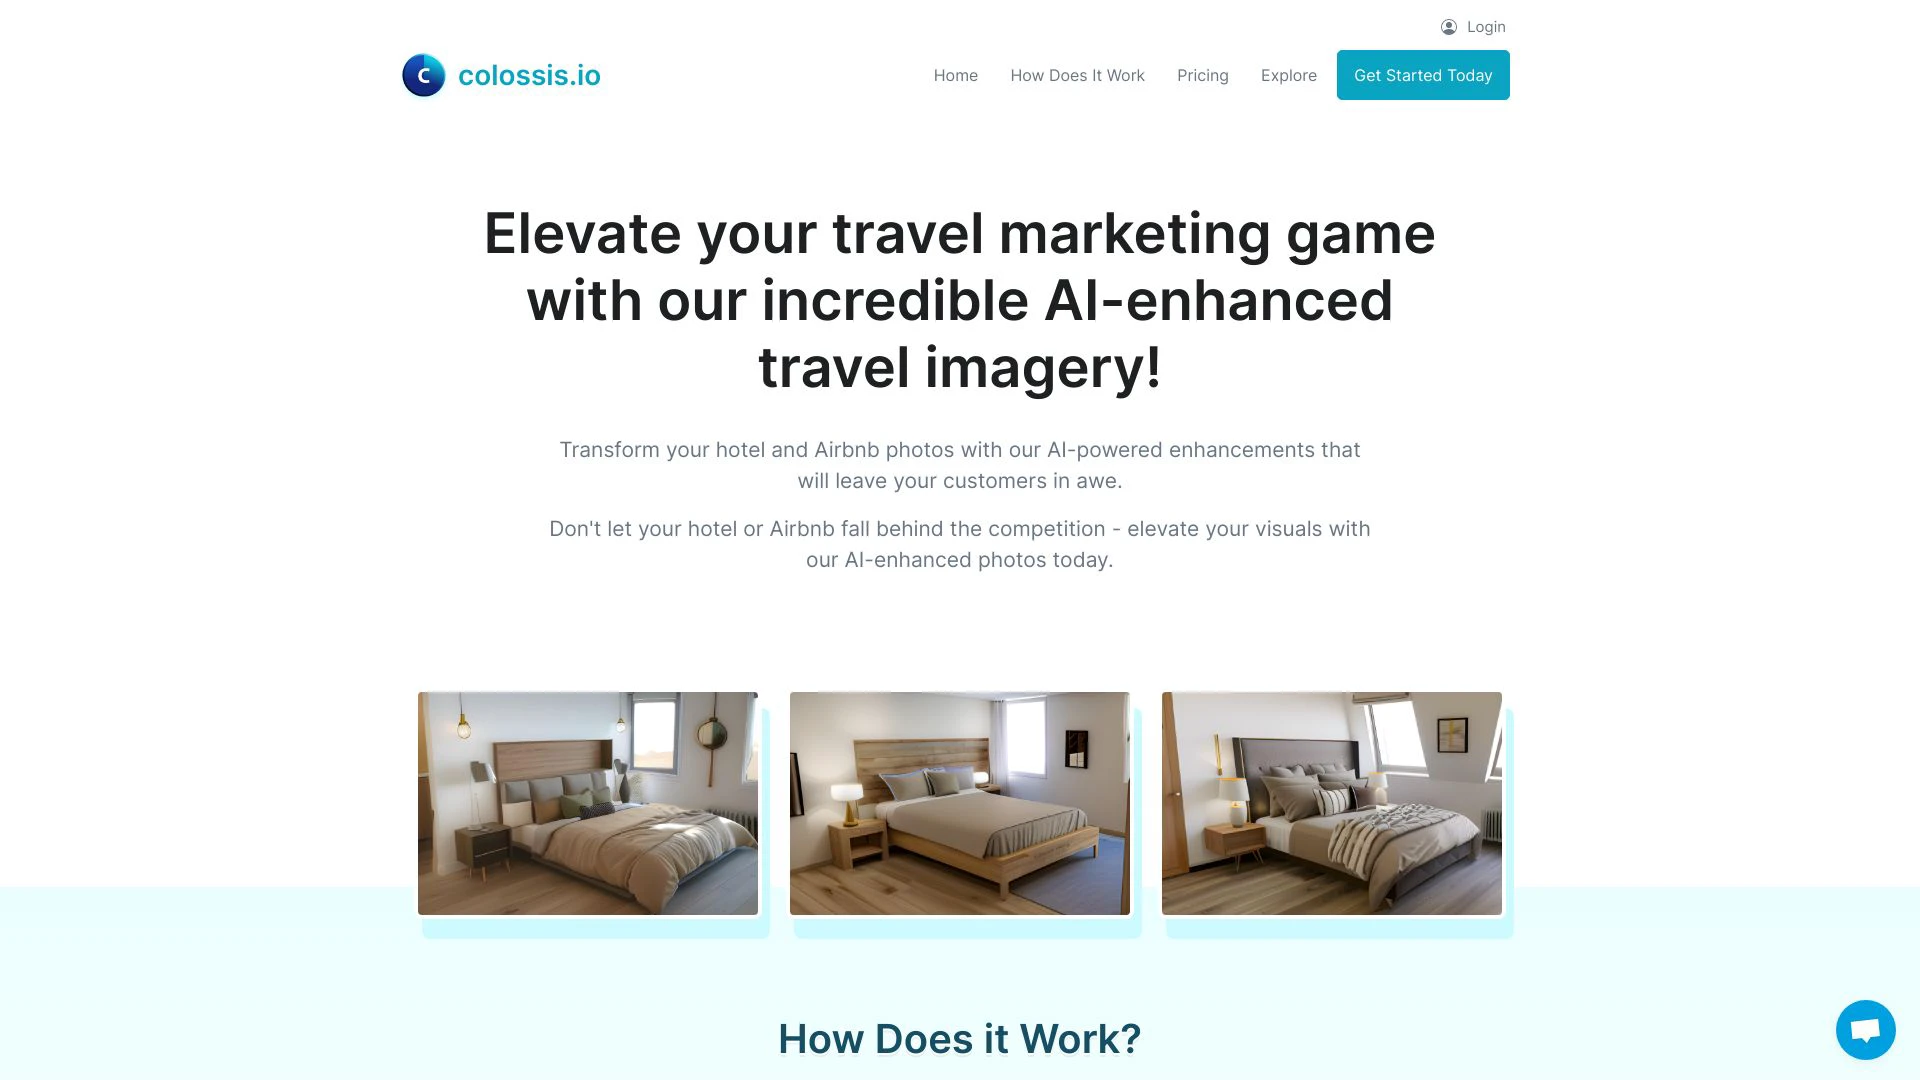 Login
C
colossis.io
Home
How Does It Work
Pricing
Explore
Get Started Today
Elevate your travel marketing game
with our incredible AI-enhanced
travel imagery!
Transform your hotel and Airbnb photos with our AI-powered enhancements that
will leave your customers in awe.
Don't let your hotel or Airbnb fall behind the competition - elevate your visuals with
our AI-enhanced photos today.
How Does it Work?